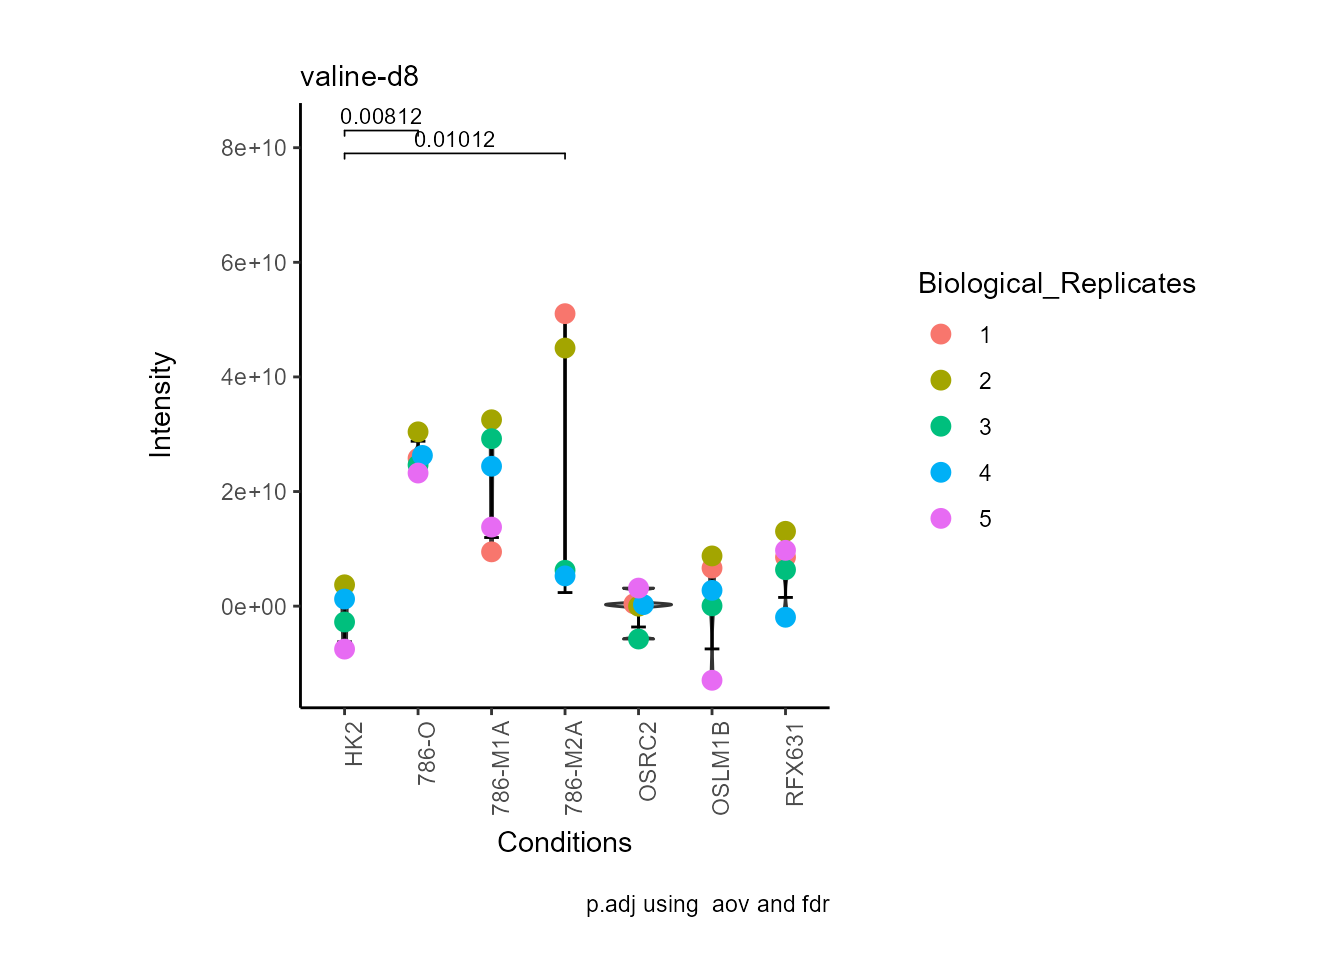 valine-d8
0.00812
0.01012
8e+10
6e+10
4e+10
2e+10
0e+00
Intensity
HK2
786-O
786-M1A
786-M2A
OSRC2
OSLM1B
RFX631
Conditions
Biological_Replicates
1
2
3
4
5
p.adj using  aov and fdr